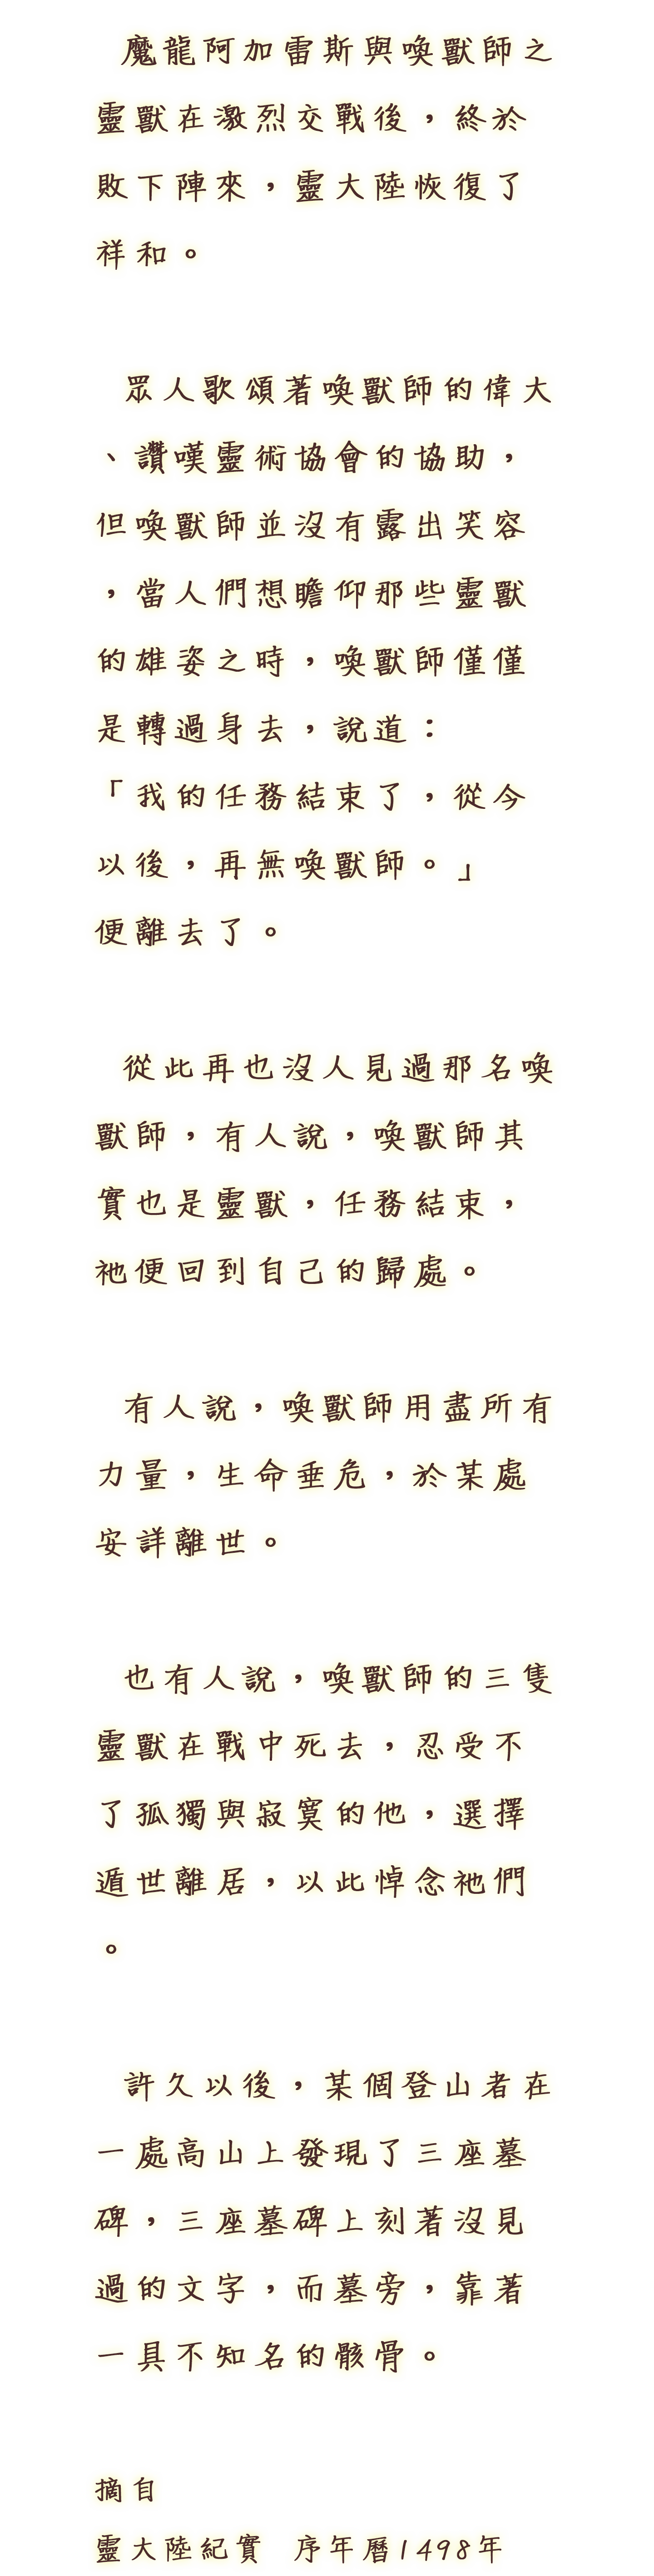 魔龍阿加雷斯與喚獸師之
靈獸在激烈交戰後，終於
敗下陣來，靈大陸恢復了
祥和。
眾人歌頌著喚獸師的偉大
、讚嘆靈術協會的協助，
但喚獸師並沒有露出笑容
，當人們想瞻仰那些靈獸
的雄姿之時，喚獸師僅僅
是轉過身去，說道：
「我的任務結束了，從今
以後，再無喚獸師。」
便離去了。
從此再也沒人見過那名喚
獸師，有人說，喚獸師其
實也是靈獸，任務結束，
祂便回到自己的歸處。
有人說，喚獸師用盡所有
力量，生命垂危，於某處
安詳離世。
也有人說，喚獸師的三隻
靈獸在戰中死去，忍受不
了孤獨與寂寞的他，選擇
遁世離居，以此悼念祂們
。
許久以後，某個登山者在
一處高山上發現了三座墓
碑，三座墓碑上刻著沒見
過的文字，而墓旁，靠著
一具不知名的骸骨。
摘自
靈大陸紀實 序年曆1498年